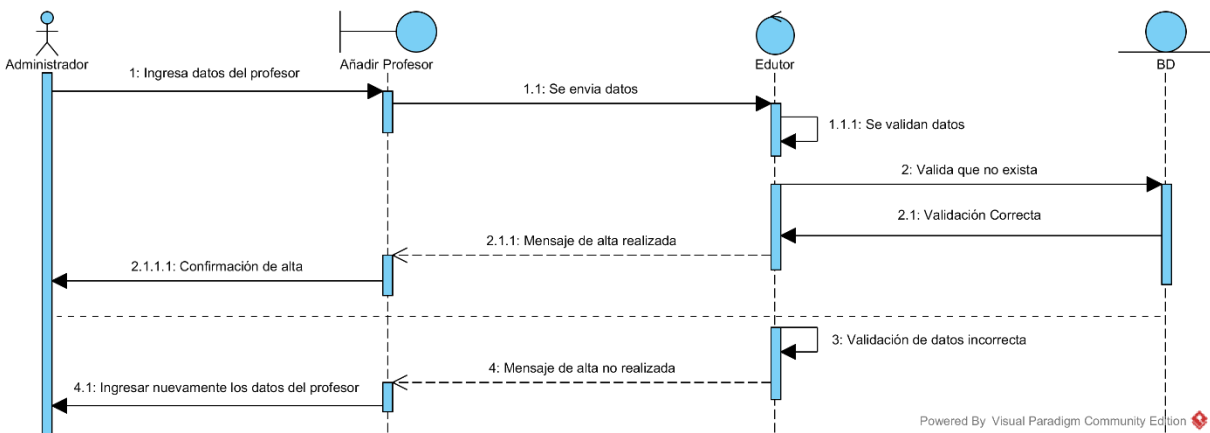 Administrador
Añadir Profesor
Edutor
BD
1: Ingresa datos del profesor
1.1: Se envia datos
1.1.1: Se validan datos
2: Valida que no exista
2.1: Validación Correcta
2.1.1: Mensaje de alta realizada
2.1.1.1: Confirmación de alta
3: Validación de datos incorrecta
4: Mensaje de alta no realizada
4.1: Ingresar nuevamente los datos del profesor
Powered By Visual Paradigm Community Edition